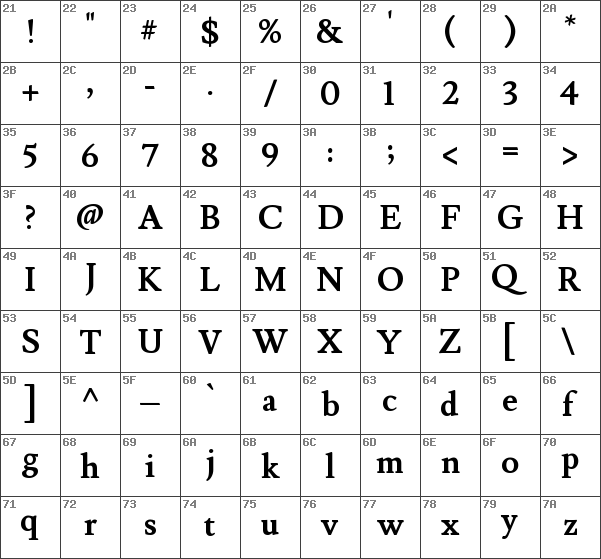 21 22 23 24 25 26 27 28 29 2A
! " # $ % & ' ( ) *
2B 2C 2D 2E 2F 30 31 32 33 34
+ , - . / 0 1 2 3 4
35 36 37 38 39 3A 3B 3C 3D 3E
5 6 7 8 9 : ; < = >
3F 40 41 42 43 44 45 46 47 48
? @ A B C D E F G H
49 4A 4B 4C 4D 4E 4F 50 51 52
I J K L M N O P Q R
53 54 55 56 57 58 59 5A 5B 5C
S T U V W X Y Z [ \
5D 5E 5F 60 61 62 63 64 65 66
] ^ _ ` a b c d e f
67 68 69 6A 6B 6C 6D 6E 6F 70
g h i j k l m n o p
71 72 73 74 75 76 77 78 79 7A
q r s t u v w x y z